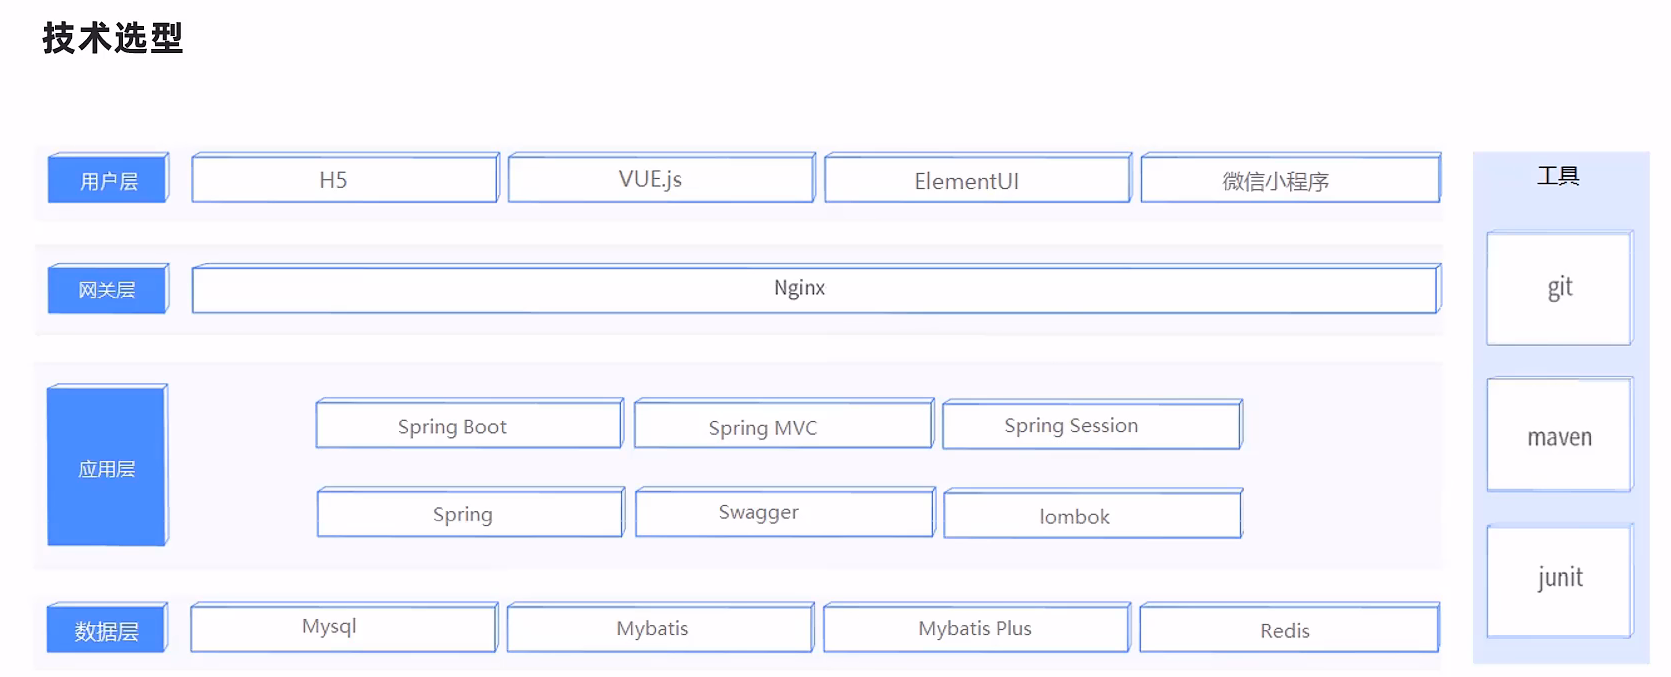 技术选型
用户层
H5
VUE.js
ElementUI
微信小程序
网关层
Nginx
应用层
Spring Boot
Spring MVC
Spring Session
Spring
Swagger
lombok
数据层
Mysql
Mybatis
Mybatis Plus
Redis
工具
git
maven
junit